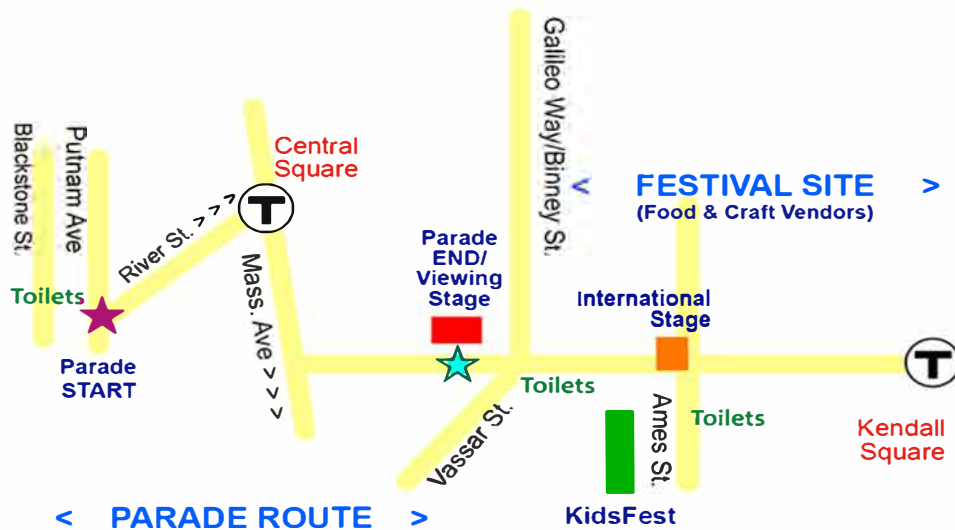 Blackstone St.
Putnam Ave
River St. > > >
Central
Square
T
Mass. Ave > > >
Galileo Way/Binney St.
< FESTIVAL SITE >
(Food & Craft Vendors)
Parade
END/
Viewing
Stage
International
Stage
Toilets
Parade
START
Toilets
Vassar St.
Ames St.
Toilets
T
Kendall
Square
KidsFest
< PARADE ROUTE >